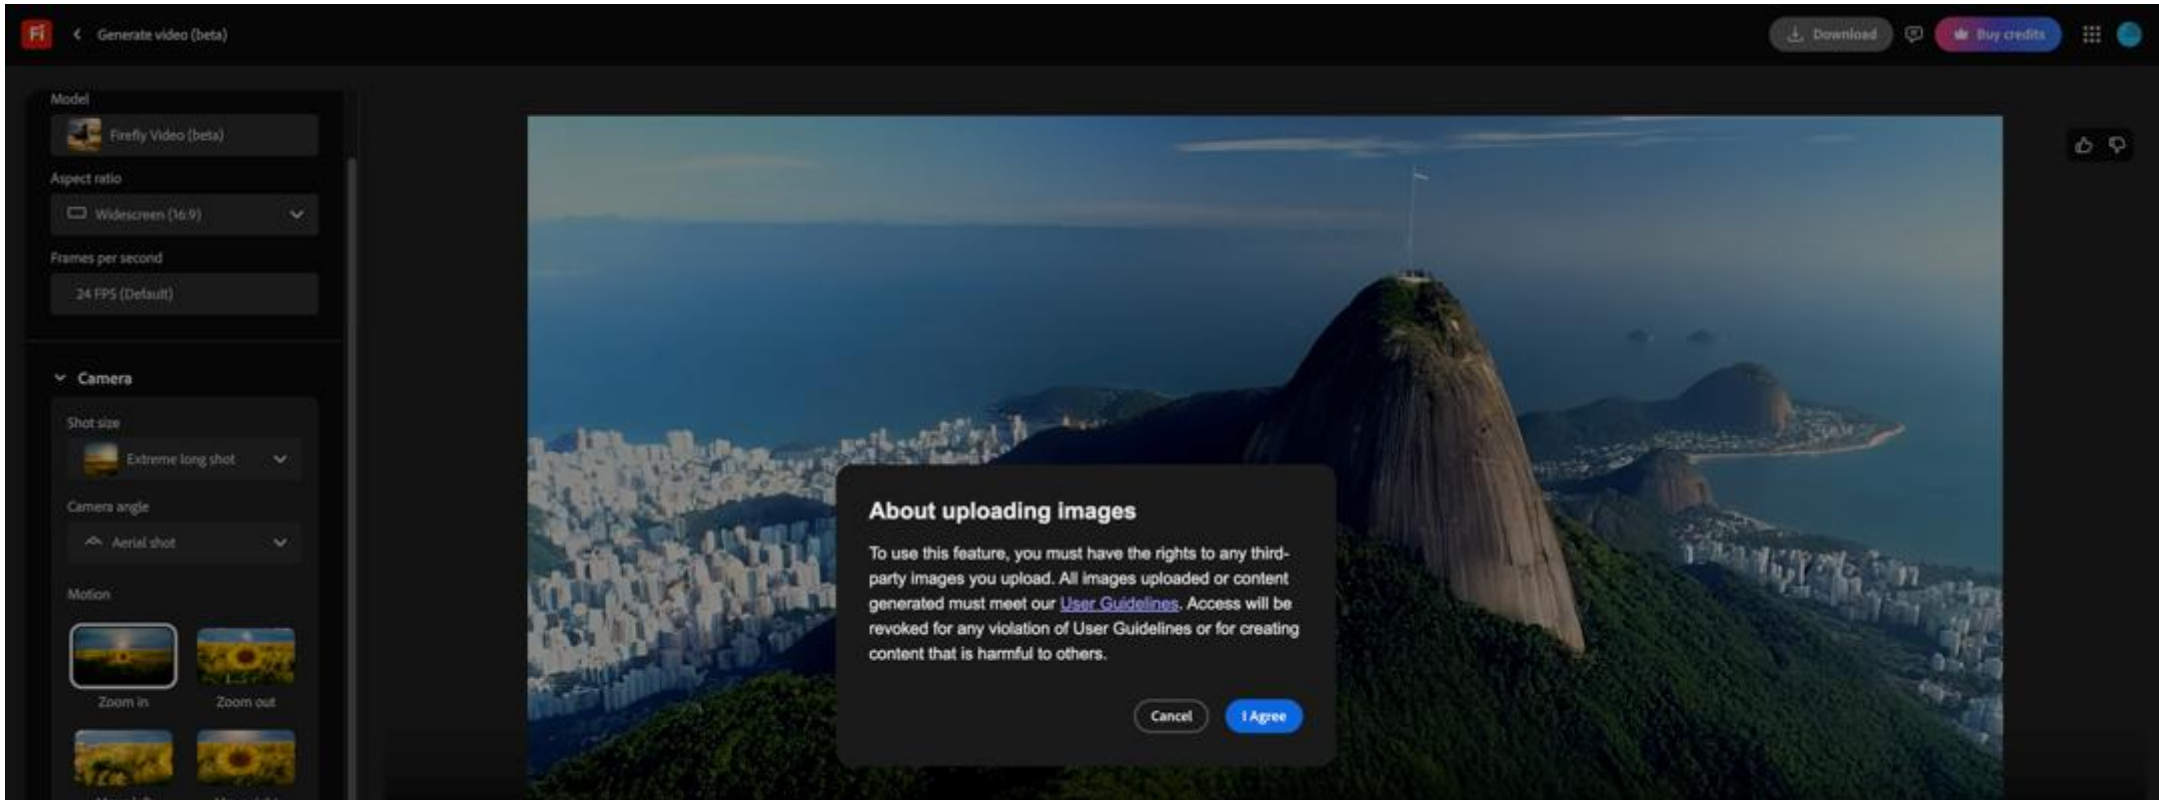 Fi
Generate video (beta)
Download
Buy credits
Model
Firefly Video (beta)
Aspect ratio
Widescreen (16:9)
Frames per second
24 FPS (Default)
Camera
Shot size
Extreme long shot
Camera angle
Aerial shot
Motion
Zoom in
Zoom out
About uploading images
To use this feature, you must have the rights to any third-
party images you upload. All images uploaded or content
generated must meet our User Guidelines. Access will be
revoked for any violation of User Guidelines or for creating
content that is harmful to others.
Cancel
I Agree